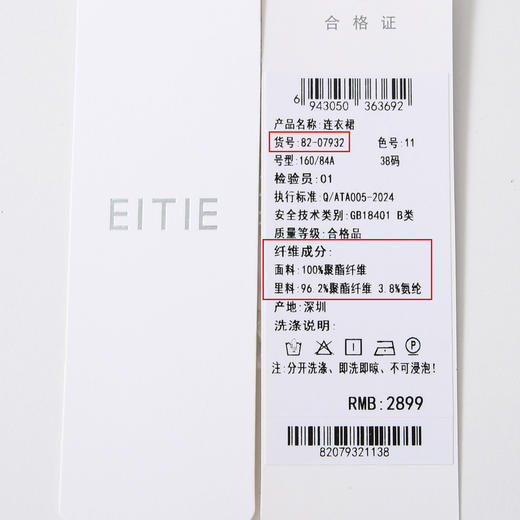 EITIE
合格证
6 943050 363692
产品名称:连衣裙
货号:82-07932 色号:11
号型:160/84A 38码
检验员:01
执行标准:Q/ATA005-2024
安全技术类别:GB18401 B类
质量等级:合格品
纤维成分:
面料:100%聚酯纤维
里料:96.2%聚酯纤维 3.8%氨纶
产地:深圳
洗涤说明:
注:分开洗涤、即洗即晾、不可浸泡!
RMB:2899
82079321138